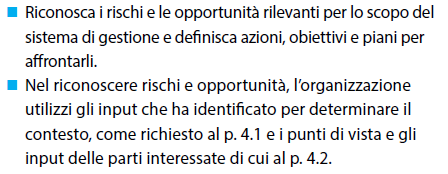 Riconosca i rischi e le opportunità rilevanti per lo scopo del
sistema di gestione e definisca azioni, obiettivi e piani per
affrontarli.
Nel riconoscere rischi e opportunità, l’organizzazione
utilizzi gli input che ha identificato per determinare il
contesto, come richiesto al p. 4.1 e i punti di vista e gli
input delle parti interessate di cui al p. 4.2.